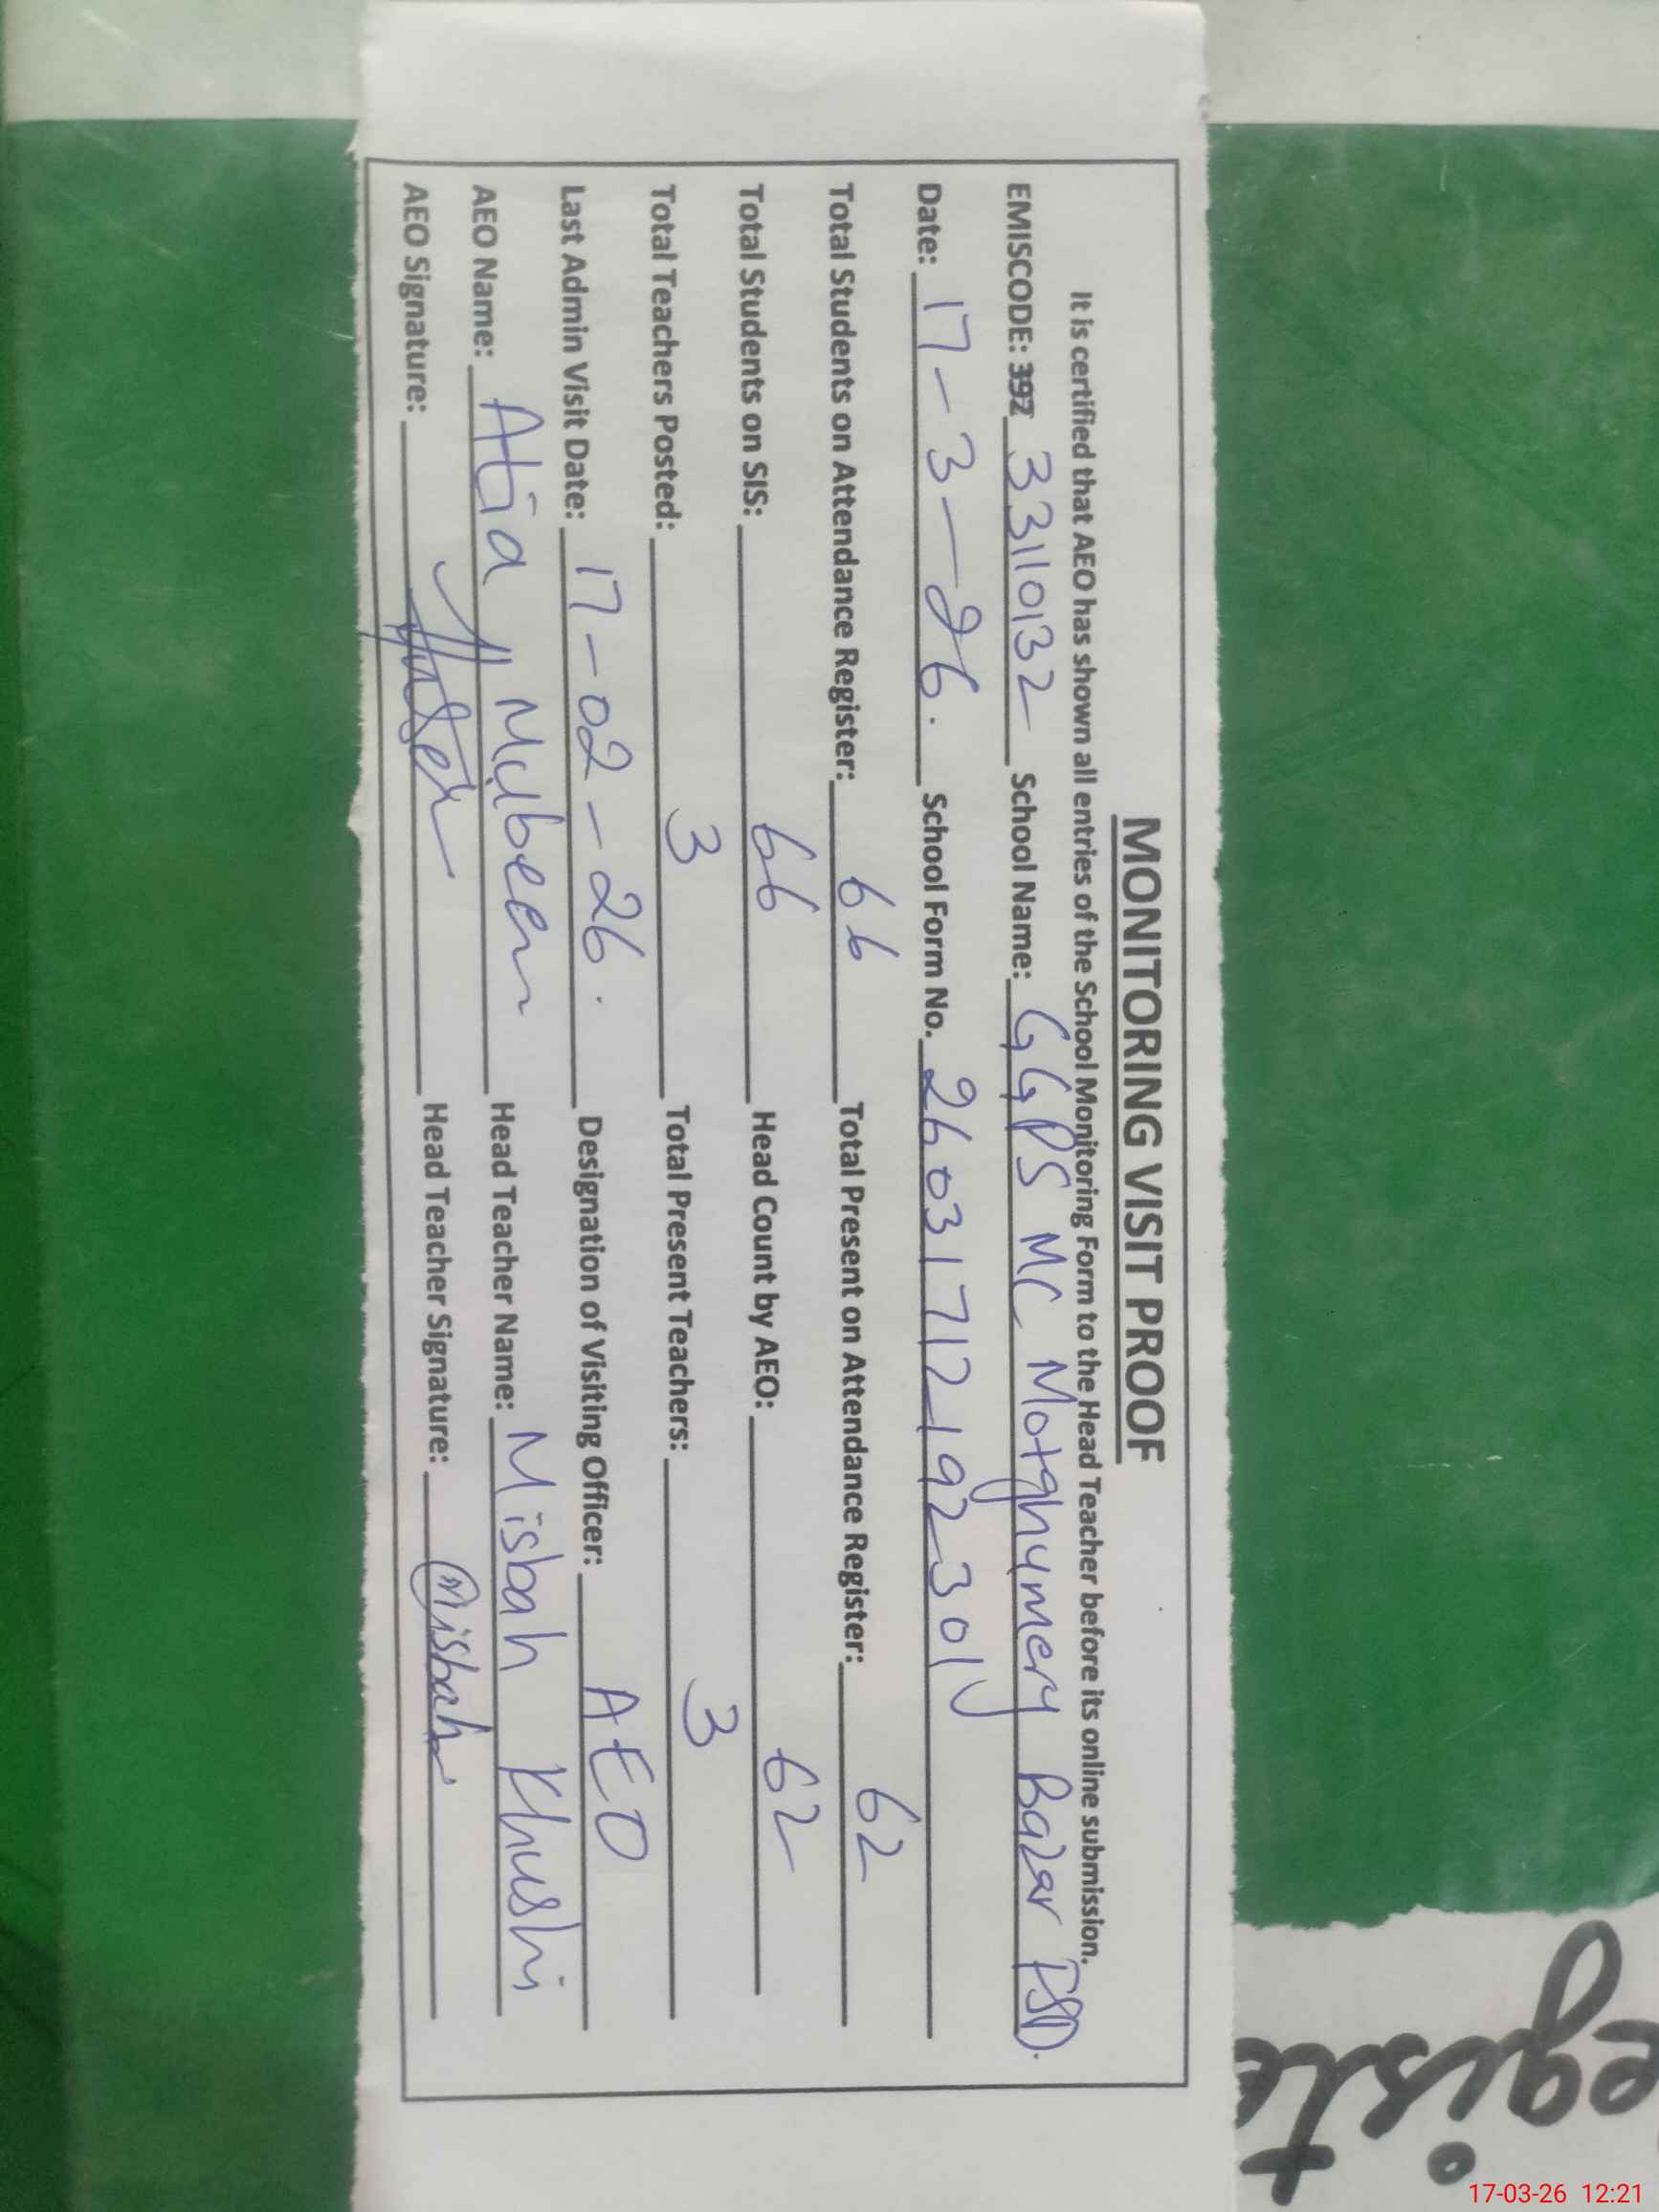 MONITORING VISIT PROOF
It is certified that AEO has shown all entries of the School Monitoring Form to the Head Teacher before its online submission.
EMISCODE: 392 33110132 School Name: GGPS MC Motghymery Bazar FSD.
Date: 17-3-26. School Form No. 26031712192301
Total Students on Attendance Register: 66 Total Present on Attendance Register: 62
Total Students on SIS: 66 Head Count by AEO: 62
Total Teachers Posted: 3 Total Present Teachers: 3
Last Admin Visit Date: 17-02-26. Designation of Visiting Officer: AEO
AEO Name: Atia Mubeen Head Teacher Name: Misbah Khushi
AEO Signature: Head Teacher Signature: Misbah
egiste
17-03-26 12:21